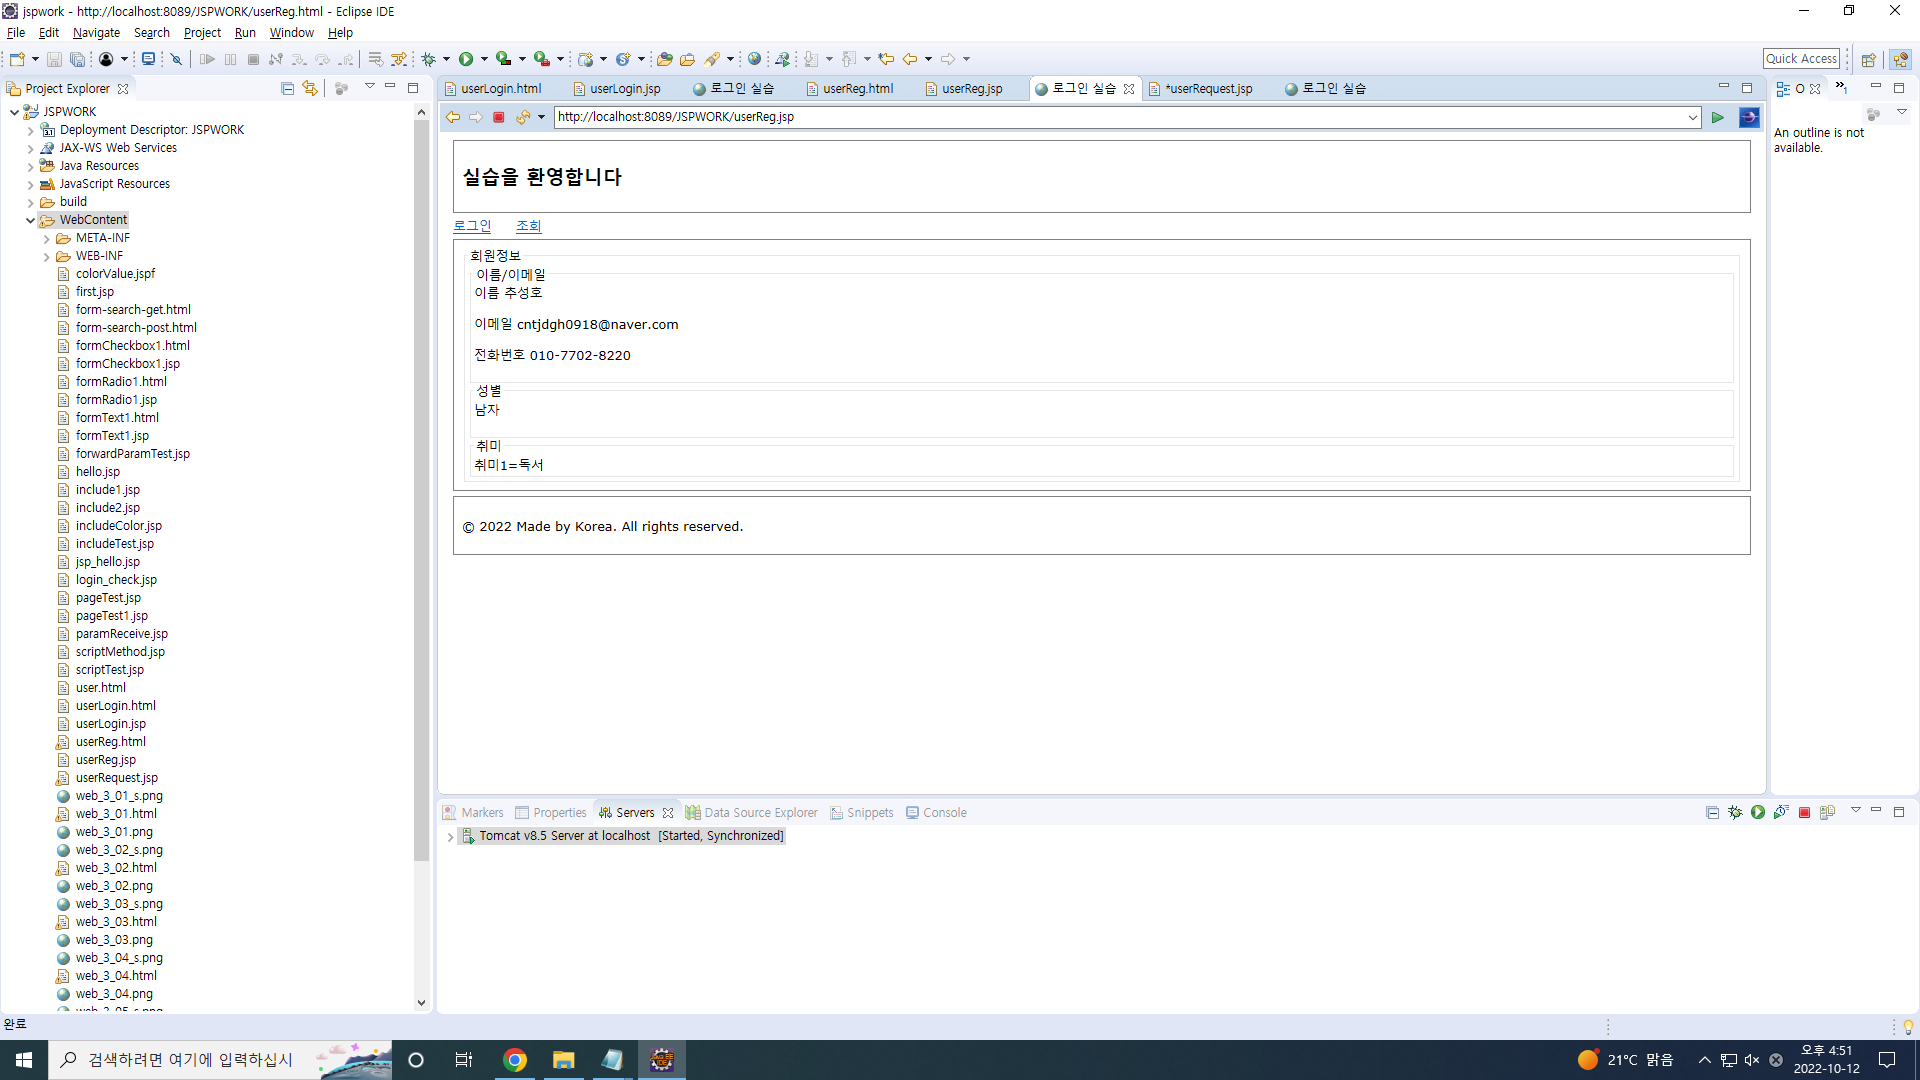 jspwork - http://localhost:8089/JSPWORK/userReg.html - Eclipse IDE
File Edit Navigate Search Project Run Window Help
Quick Access
Project Explorer
JSPWORK
Deployment Descriptor: JSPWORK
JAX-WS Web Services
Java Resources
JavaScript Resources
build
WebContent
META-INF
WEB-INF
colorValue.jspf
first.jsp
form-search-get.html
form-search-post.html
formCheckbox1.html
formCheckbox1.jsp
formRadio1.html
formRadio1.jsp
formText1.html
formText1.jsp
forwardParamTest.jsp
hello.jsp
include1.jsp
include2.jsp
includeColor.jsp
includeTest.jsp
jsp_hello.jsp
login_check.jsp
pageTest.jsp
pageTest1.jsp
paramReceive.jsp
scriptMethod.jsp
scriptTest.jsp
user.html
userLogin.html
userLogin.jsp
userReg.html
userReg.jsp
userRequest.jsp
web_3_01_s.png
web_3_01.html
web_3_01.png
web_3_02_s.png
web_3_02.html
web_3_02.png
web_3_03_s.png
web_3_03.html
web_3_03.png
web_3_04_s.png
web_3_04.html
web_3_04.png
web_3_05_s.png
userLogin.html userLogin.jsp 로그인 실습 userReg.html userReg.jsp 로그인 실습 *userRequest.jsp 로그인 실습
http://localhost:8089/JSPWORK/userReg.jsp
실습을 환영합니다
로그인 조회
회원정보
이름/이메일
이름 추성호
이메일 cntjdgh0918@naver.com
전화번호 010-7702-8220
성별
남자
취미
취미1=독서
© 2022 Made by Korea. All rights reserved.
O
An outline is not
available.
Markers Properties Servers Data Source Explorer Snippets Console
Tomcat v8.5 Server at localhost [Started, Synchronized]
완료
검색하려면 여기에 입력하십시
21°C 맑음
오후 4:51
2022-10-12